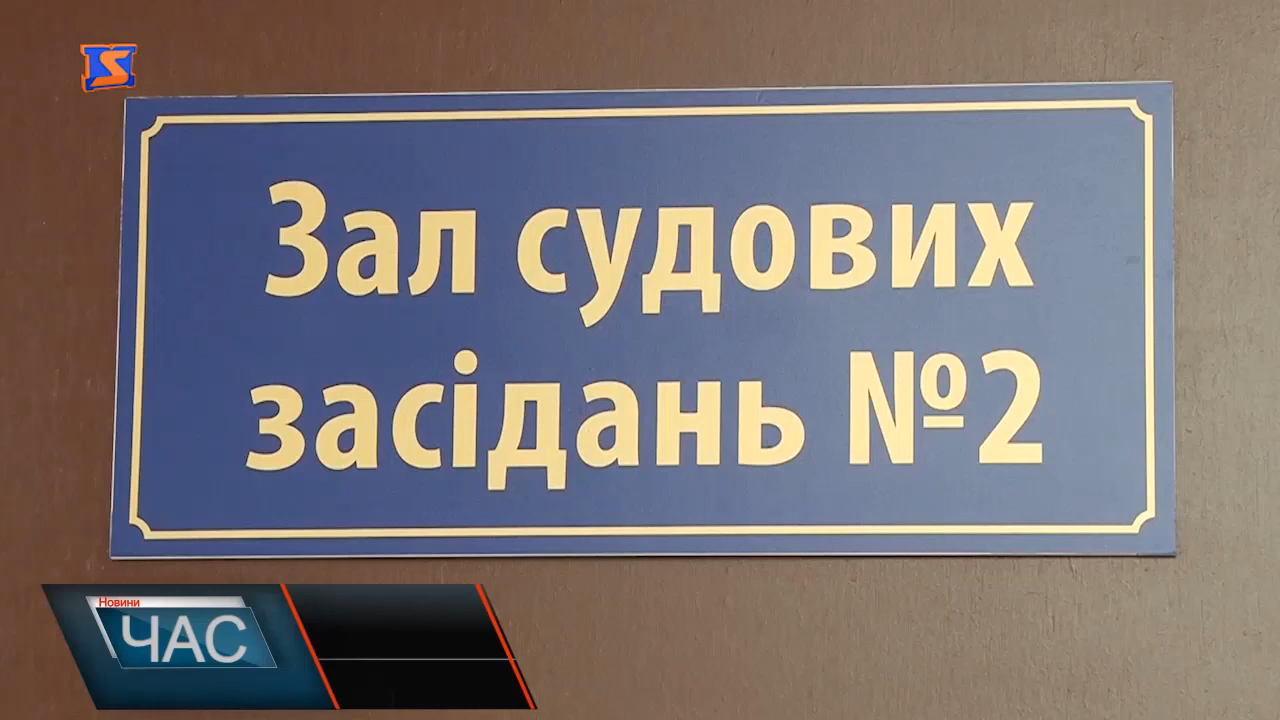 Зал судових
засідань №2
Новини
ЧАС